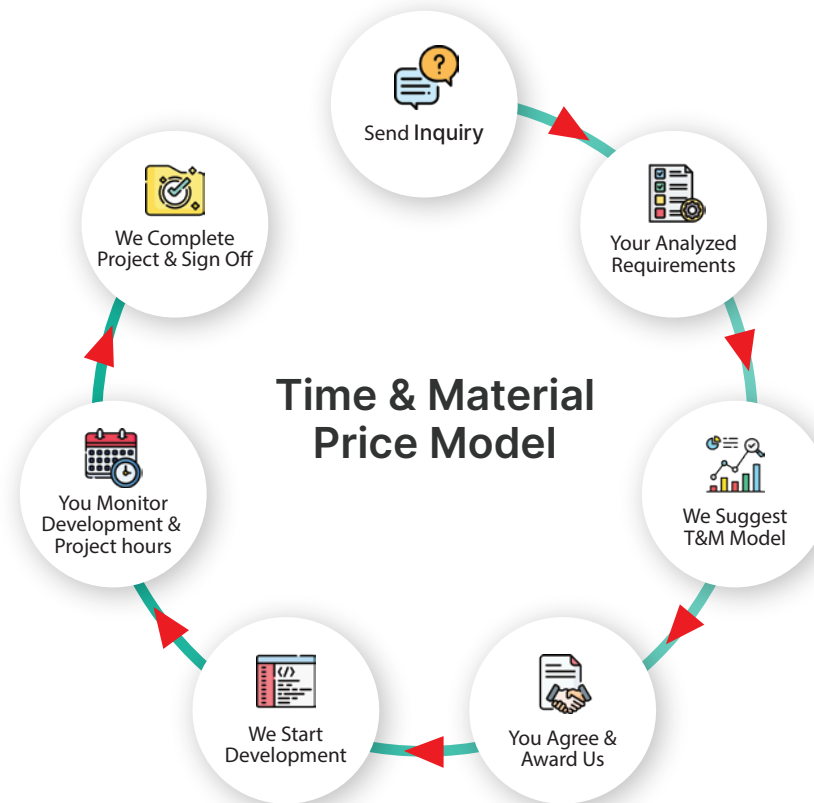 Send Inquiry
Your Analyzed
Requirements
We Suggest
T&M Model
You Agree &
Award Us
We Start
Development
You Monitor
Development &
Project hours
We Complete
Project & Sign Off
Time & Material
Price Model